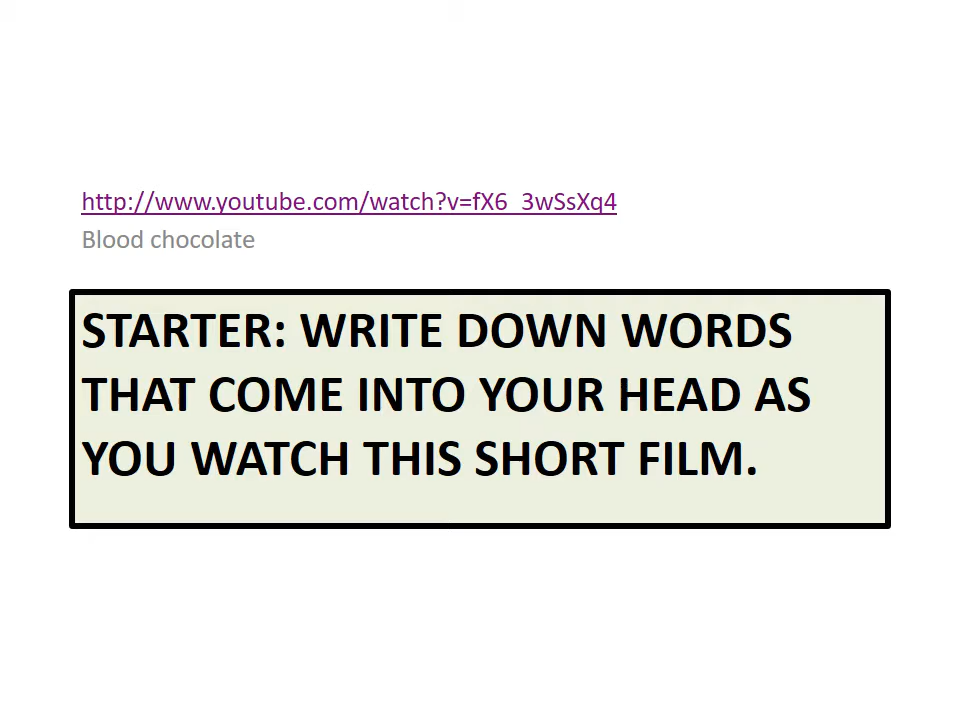 http://www.youtube.com/watch?v=fX6_3wSsXq4
Blood chocolate
STARTER: WRITE DOWN WORDS
THAT COME INTO YOUR HEAD AS
YOU WATCH THIS SHORT FILM.